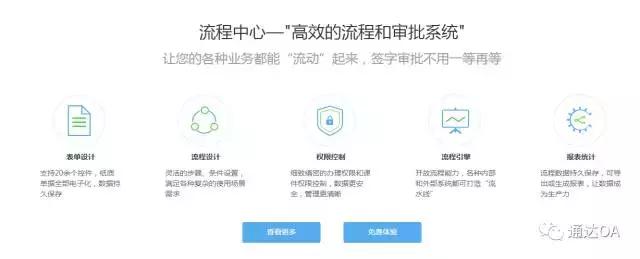 流程中心—"高效的流程和审批系统"
让您的各种业务都能“流动”起来，签字审批不用一等再等
表单设计
支持20余个控件，纸质
单据全部电子化，数据持
久保存
流程设计
灵活的步骤、条件设置，
满足各种复杂的使用场景
需求
权限控制
细致精密的办理权限和课
件权限控制，数据更安
全，管理更清晰
流程引擎
开放流程能力，各种内部
和外部系统都可打造“流
水线”
报表统计
流程数据持久保存，可导
出或生成报表，让数据成
为生产力
查看更多
免费体验
通达OA